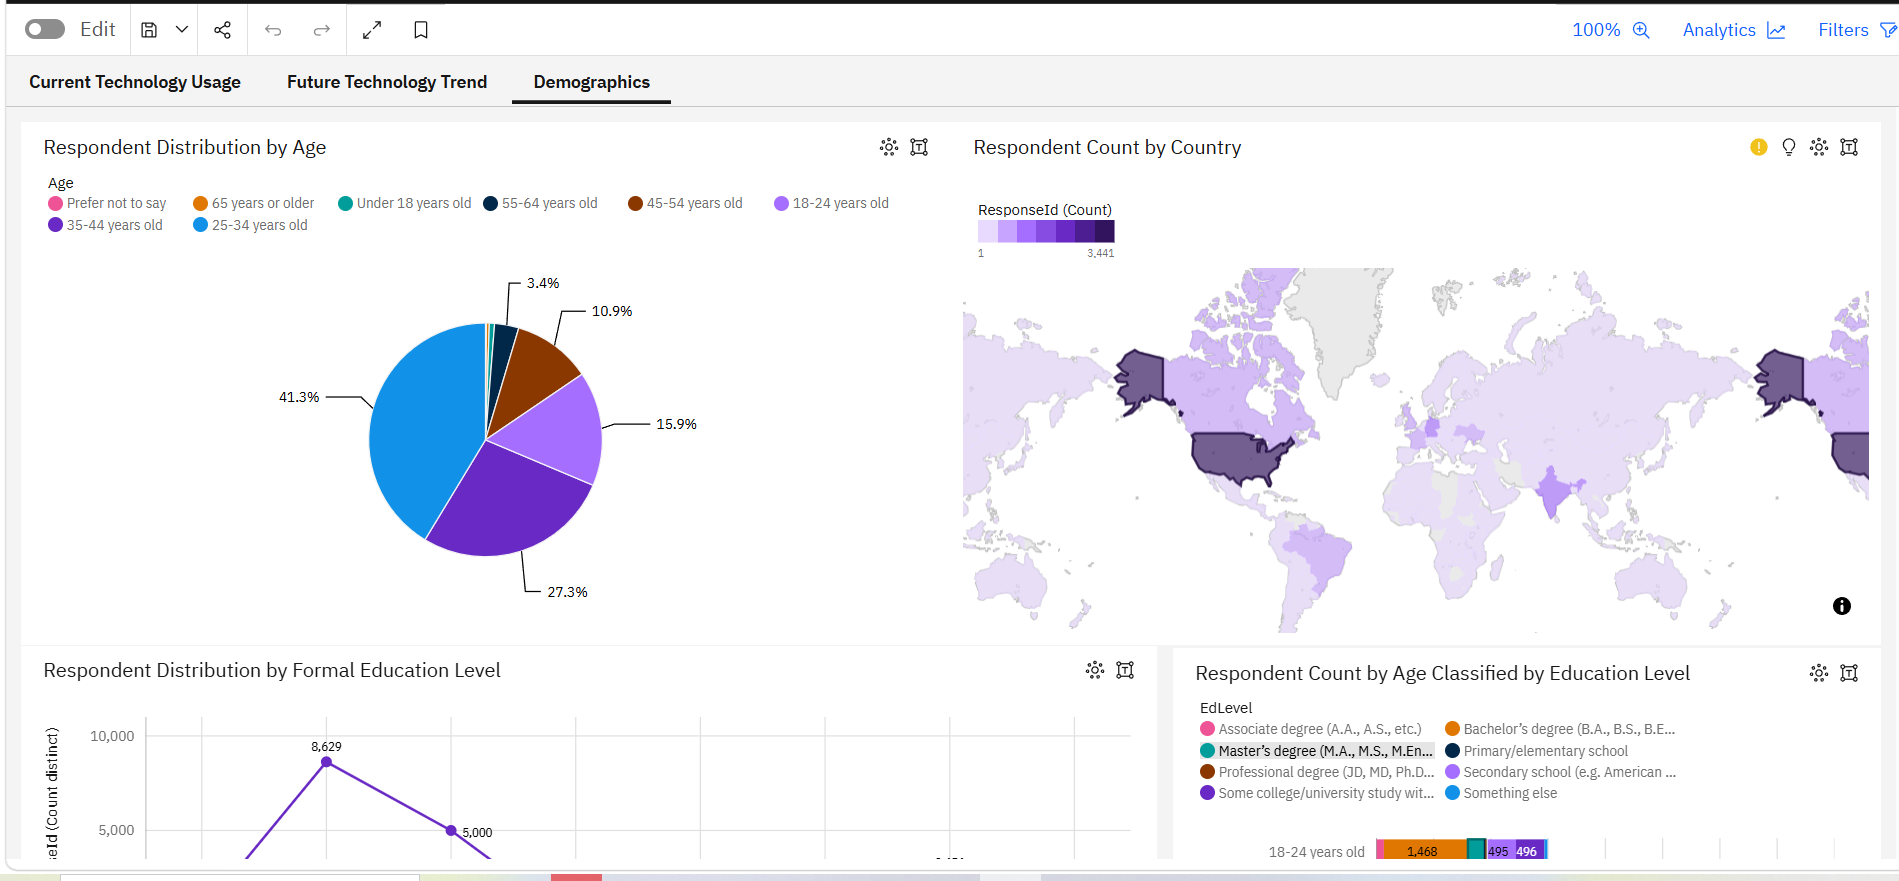 Edit
100%
Analytics
Filters
Current Technology Usage
Future Technology Trend
Demographics
Respondent Distribution by Age
Age
Prefer not to say
65 years or older
Under 18 years old
55-64 years old
45-54 years old
18-24 years old
35-44 years old
25-34 years old
3.4%
10.9%
41.3%
15.9%
27.3%
Respondent Count by Country
ResponseId (Count)
1
3,441
Respondent Distribution by Formal Education Level
10,000
8,629
5,000
5,000
(Count distinct)
Respondent Count by Age Classified by Education Level
EdLevel
Associate degree (A.A., A.S., etc.)
Bachelor’s degree (B.A., B.S., B.E...
Master’s degree (M.A., M.S., M.En...
Primary/elementary school
Professional degree (JD, MD, Ph.D...
Secondary school (e.g. American ...
Some college/university study wit...
Something else
18-24 years old
1,468
495
496